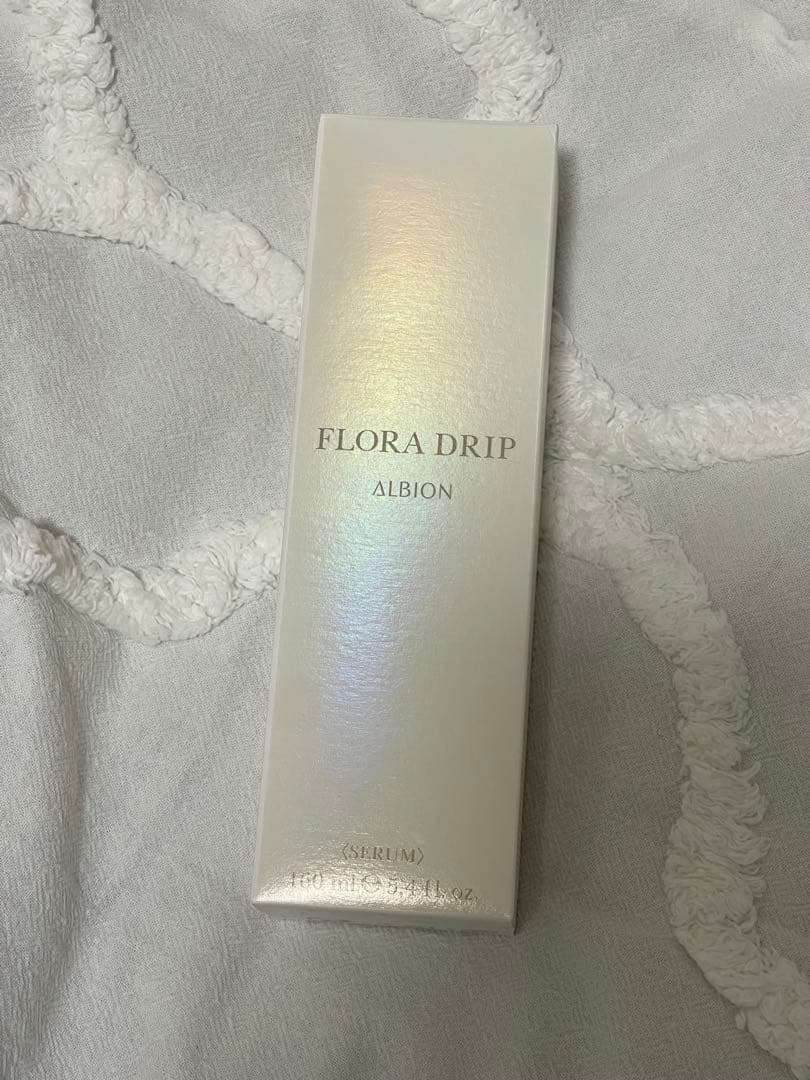 FLORA DRIP
ALBION
〈SERUM〉
160 ml ℮ 5.4 fl. oz.